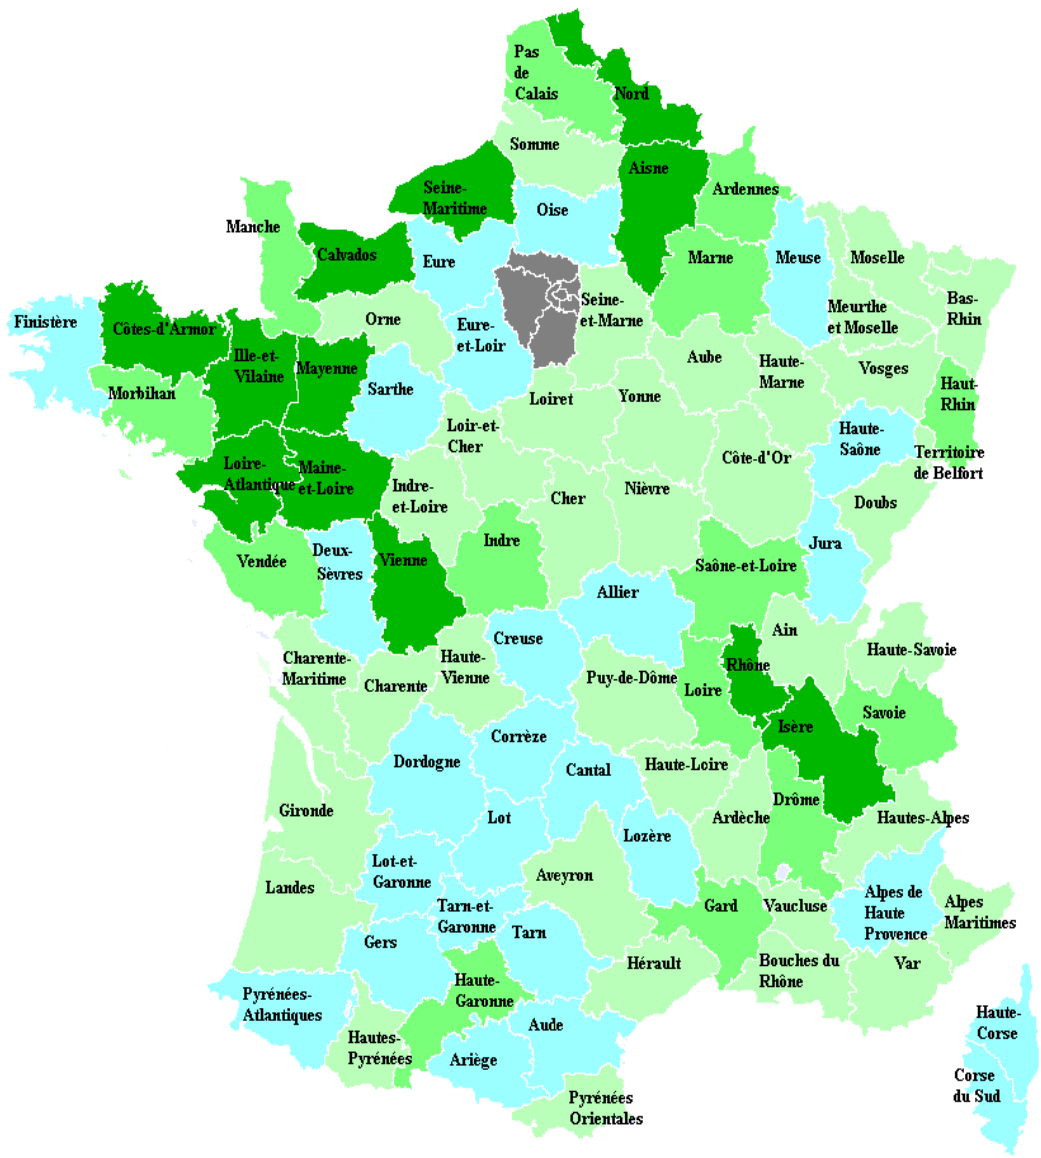 Pas
de
Calais
Nord
Somme
Aisne
Ardennes
Seine-
Maritime
Oise
Manche
Calvados
Eure
Marne
Meuse
Moselle
Meurthe
et Moselle
Bas-
Rhin
Seine-
et-Marne
Finistère
Côtes-d'Armor
Orne
Eure-
et-Loir
Ille-et-
Vilaine
Mayenne
Sarthe
Aube
Haute-
Marne
Vosges
Haut-
Rhin
Morbihan
Loiret
Yonne
Loir-et-
Cher
Haute-
Saône
Territoire
de Belfort
Côte-d'Or
Loire-
Atlantique
Maine-
et-Loire
Indre-
et-Loire
Cher
Nièvre
Doubs
Vendée
Deux-
Sèvres
Vienne
Indre
Saône-et-Loire
Jura
Allier
Creuse
Ain
Haute-Savoie
Charente-
Maritime
Charente
Haute-
Vienne
Puy-de-Dôme
Loire
Rhône
Isère
Savoie
Dordogne
Corrèze
Cantal
Haute-Loire
Ardèche
Drôme
Hautes-Alpes
Gironde
Lot
Lozère
Lot-et-
Garonne
Aveyron
Landes
Tarn-et-
Garonne
Gard
Vaucluse
Alpes de
Haute
Provence
Alpes
Maritimes
Gers
Tarn
Hérault
Bouches du
Rhône
Var
Pyrénées-
Atlantiques
Haute-
Garonne
Hautes-
Pyrénées
Ariège
Aude
Pyrénées
Orientales
Haute-
Corse
Corse
du Sud